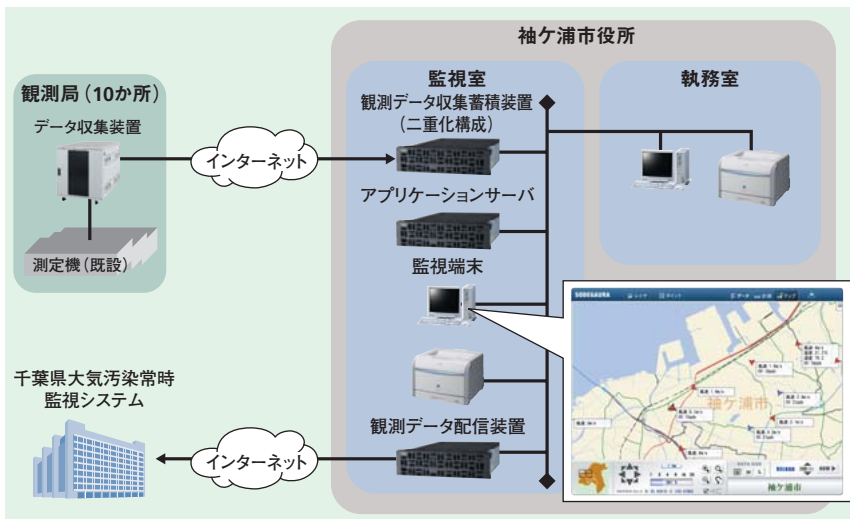 袖ケ浦市役所
観測局（10か所）
データ収集装置
測定機（既設）
インターネット
監視室
観測データ収集蓄積装置
（二重化構成）
アプリケーションサーバ
監視端末
観測データ配信装置
執務室
千葉県大気汚染常時
監視システム
インターネット
SODEGAURA
袖ケ浦市
袖ケ浦市